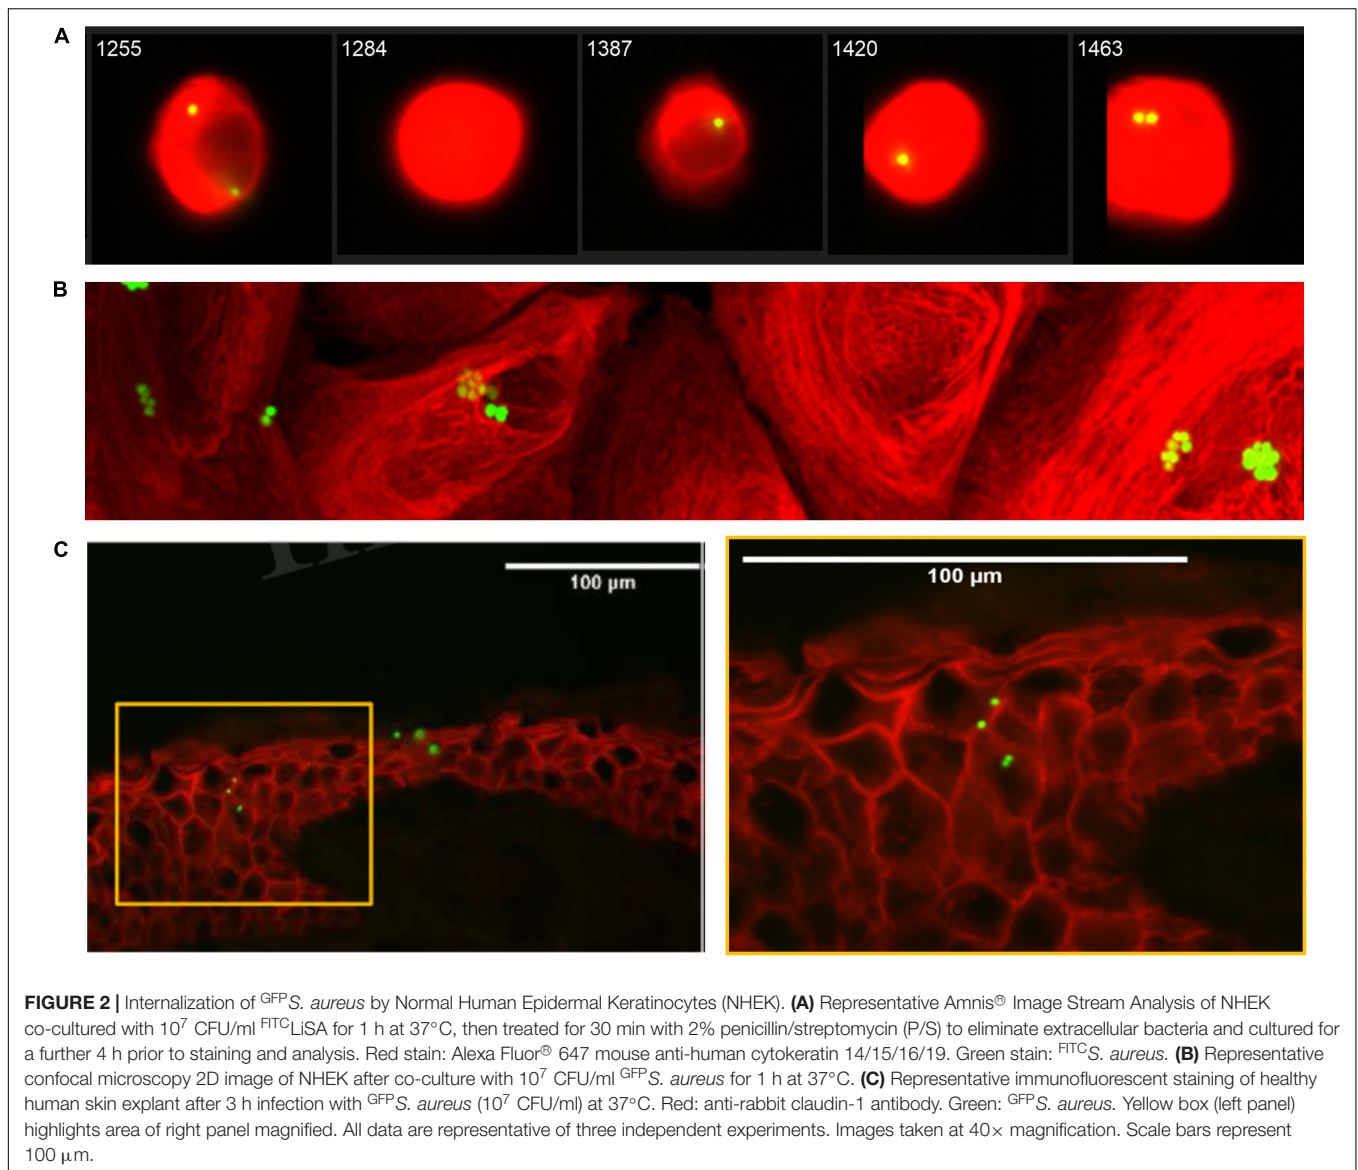 A
1255
1284
1387
1420
1463
B
C
100 µm
100 µm
FIGURE 2 | Internalization of GFPS. aureus by Normal Human Epidermal Keratinocytes (NHEK). (A) Representative Amnis® Image Stream Analysis of NHEK
co-cultured with 10⁷ CFU/ml FITCLiSA for 1 h at 37°C, then treated for 30 min with 2% penicillin/streptomycin (P/S) to eliminate extracellular bacteria and cultured for
a further 4 h prior to staining and analysis. Red stain: Alexa Fluor® 647 mouse anti-human cytokeratin 14/15/16/19. Green stain: FITCS. aureus. (B) Representative
confocal microscopy 2D image of NHEK after co-culture with 10⁷ CFU/ml GFPS. aureus for 1 h at 37°C. (C) Representative immunofluorescent staining of healthy
human skin explant after 3 h infection with GFPS. aureus (10⁷ CFU/ml) at 37°C. Red: anti-rabbit claudin-1 antibody. Green: GFPS. aureus. Yellow box (left panel)
highlights area of right panel magnified. All data are representative of three independent experiments. Images taken at 40× magnification. Scale bars represent
100 µm.